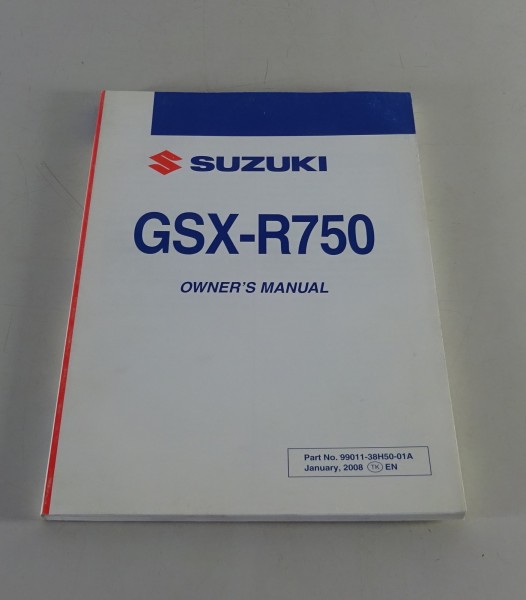 SUZUKI
GSX-R750
OWNER'S MANUAL
Part No. 99011-38H50-01A
January, 2008 TK EN